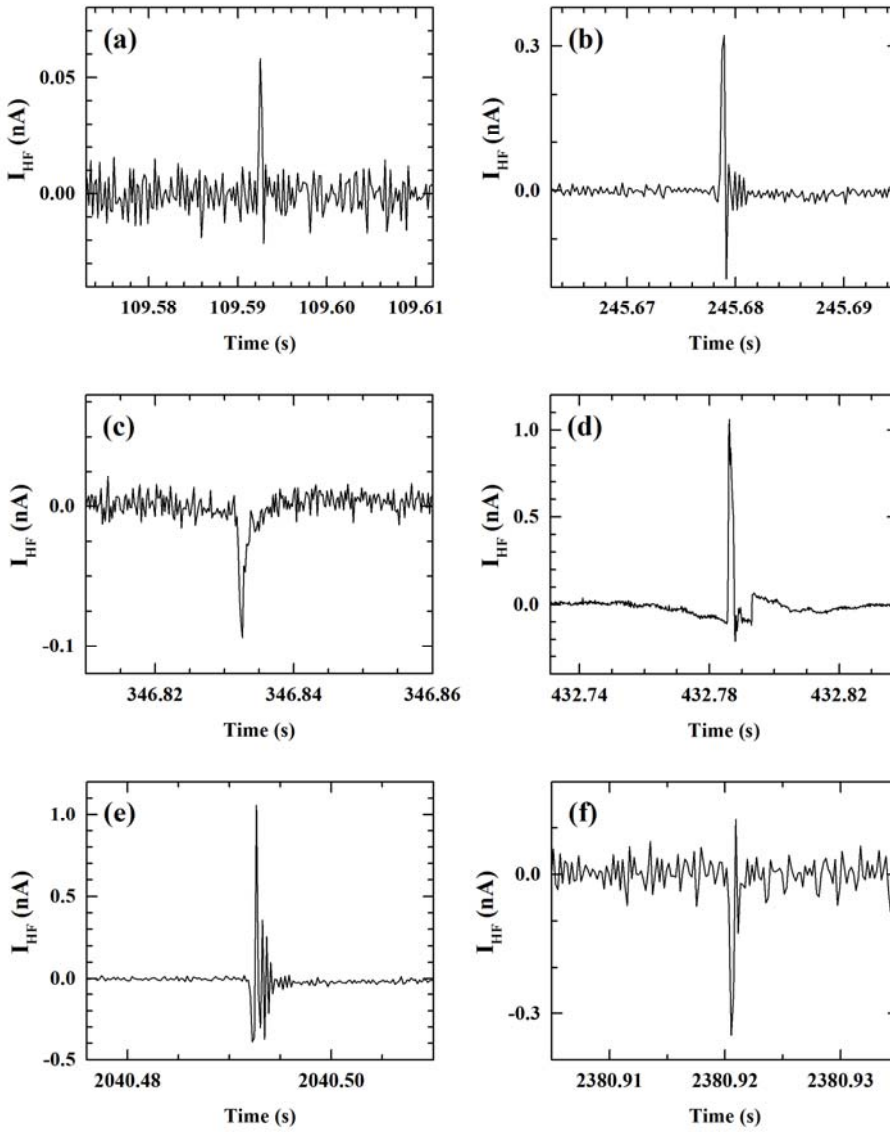 (a)
0.05
0.00
I_HF (nA)
109.58 109.59 109.60 109.61
Time (s)
(b)
0.3
0.0
I_HF (nA)
245.67 245.68 245.69
Time (s)
(c)
0.0
-0.1
I_HF (nA)
346.82 346.84 346.86
Time (s)
(d)
1.0
0.5
0.0
I_HF (nA)
432.74 432.78 432.82
Time (s)
(e)
1.0
0.5
0.0
-0.5
I_HF (nA)
2040.48 2040.50
Time (s)
(f)
0.0
-0.3
I_HF (nA)
2380.91 2380.92 2380.93
Time (s)